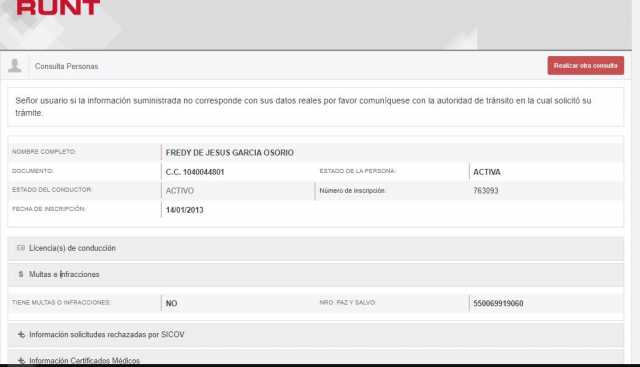 RUNT
Consulta Personas
Realizar otra consulta
Señor usuario si la información suministrada no corresponde con sus datos reales por favor comuníquese con la autoridad de tránsito en la cual solicitó su
trámite.
NOMBRE COMPLETO: FREDY DE JESUS GARCIA OSORIO
DOCUMENTO: C.C. 1040044801 ESTADO DE LA PERSONA: ACTIVA
ESTADO DEL CONDUCTOR: ACTIVO Número de inscripción: 763093
FECHA DE INSCRIPCIÓN: 14/01/2013
Licencia(s) de conducción
$ Multas e infracciones
TIENE MULTAS O INFRACCIONES: NO NRO. PAZ Y SALVO: 550069919060
Información solicitudes rechazadas por SICOV
Información Certificados Médicos